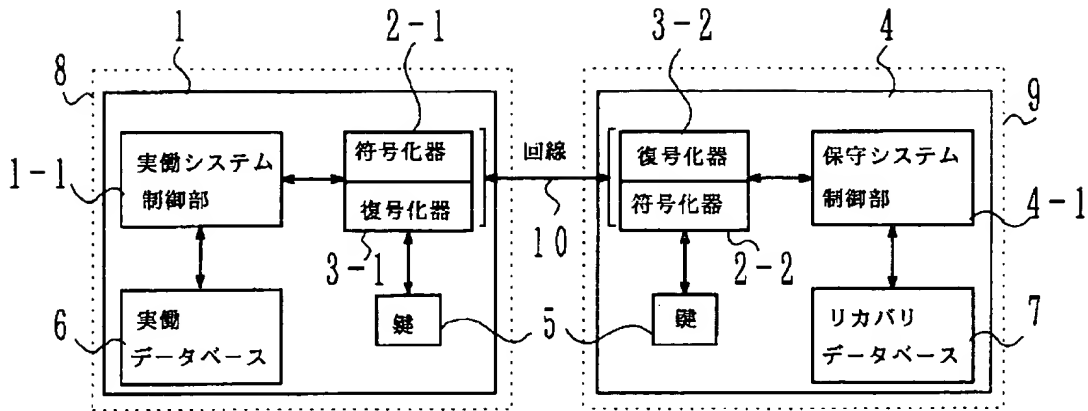 1
2-1
3-2
4
8
9
符号化器
回線
復号化器
保守システム
実働システム
制御部
1-1
復号化器
符号化器
制御部
4-1
3-1
10
2-2
6
実働
データベース
鍵
5
鍵
リカバリ
データベース
7